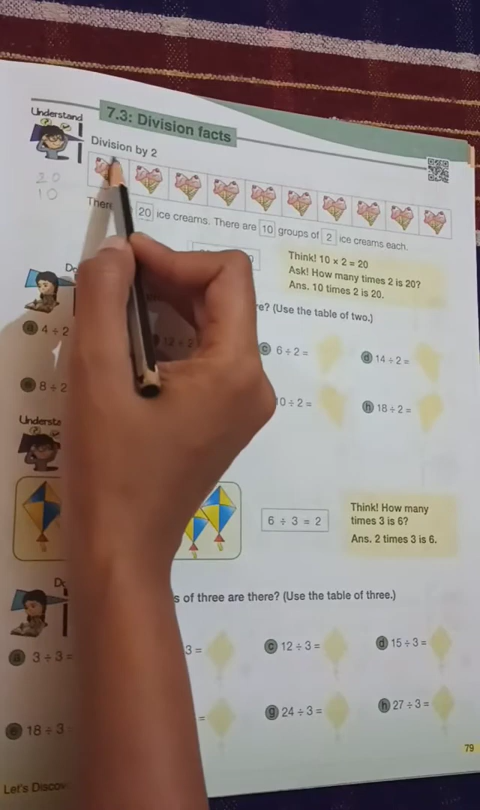 Understand
7.3: Division facts
Division by 2
20
10
20 ice creams. There are 10 groups of 2 ice creams each.
Think! 10 × 2 = 20
Ask! How many times 2 is 20?
Ans. 10 times 2 is 20.
(Use the table of two.)
a 4 ÷ 2
12 ÷ 2
c 6 ÷ 2 =
d 14 ÷ 2 =
e 8 ÷ 2
0 ÷ 2 =
h 18 ÷ 2 =
6 ÷ 3 = 2
Think! How many
times 3 is 6?
Ans. 2 times 3 is 6.
of three are there? (Use the table of three.)
a 3 ÷ 3 =
3 =
c 12 ÷ 3 =
d 15 ÷ 3 =
e 18 ÷ 3
=
g 24 ÷ 3 =
h 27 ÷ 3 =
79
Let's